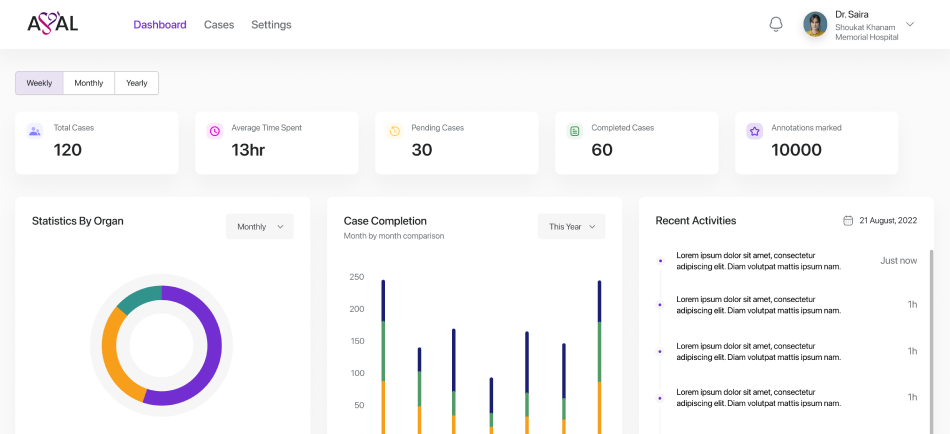 AYAL
Dashboard
Cases
Settings
Dr. Saira
Shoukat Khanam
Memorial Hospital
Weekly
Monthly
Yearly
Total Cases
120
Average Time Spent
13hr
Pending Cases
30
Completed Cases
60
Annotations marked
10000
Statistics By Organ
Monthly
Case Completion
Month by month comparison
This Year
250
200
150
100
50
Recent Activities
21 August, 2022
Lorem ipsum dolor sit amet, consectetur
adipiscing elit. Diam volutpat mattis ipsum nam.
Just now
Lorem ipsum dolor sit amet, consectetur
adipiscing elit. Diam volutpat mattis ipsum nam.
1h
Lorem ipsum dolor sit amet, consectetur
adipiscing elit. Diam volutpat mattis ipsum nam.
1h
Lorem ipsum dolor sit amet, consectetur
adipiscing elit. Diam volutpat mattis ipsum nam.
1h